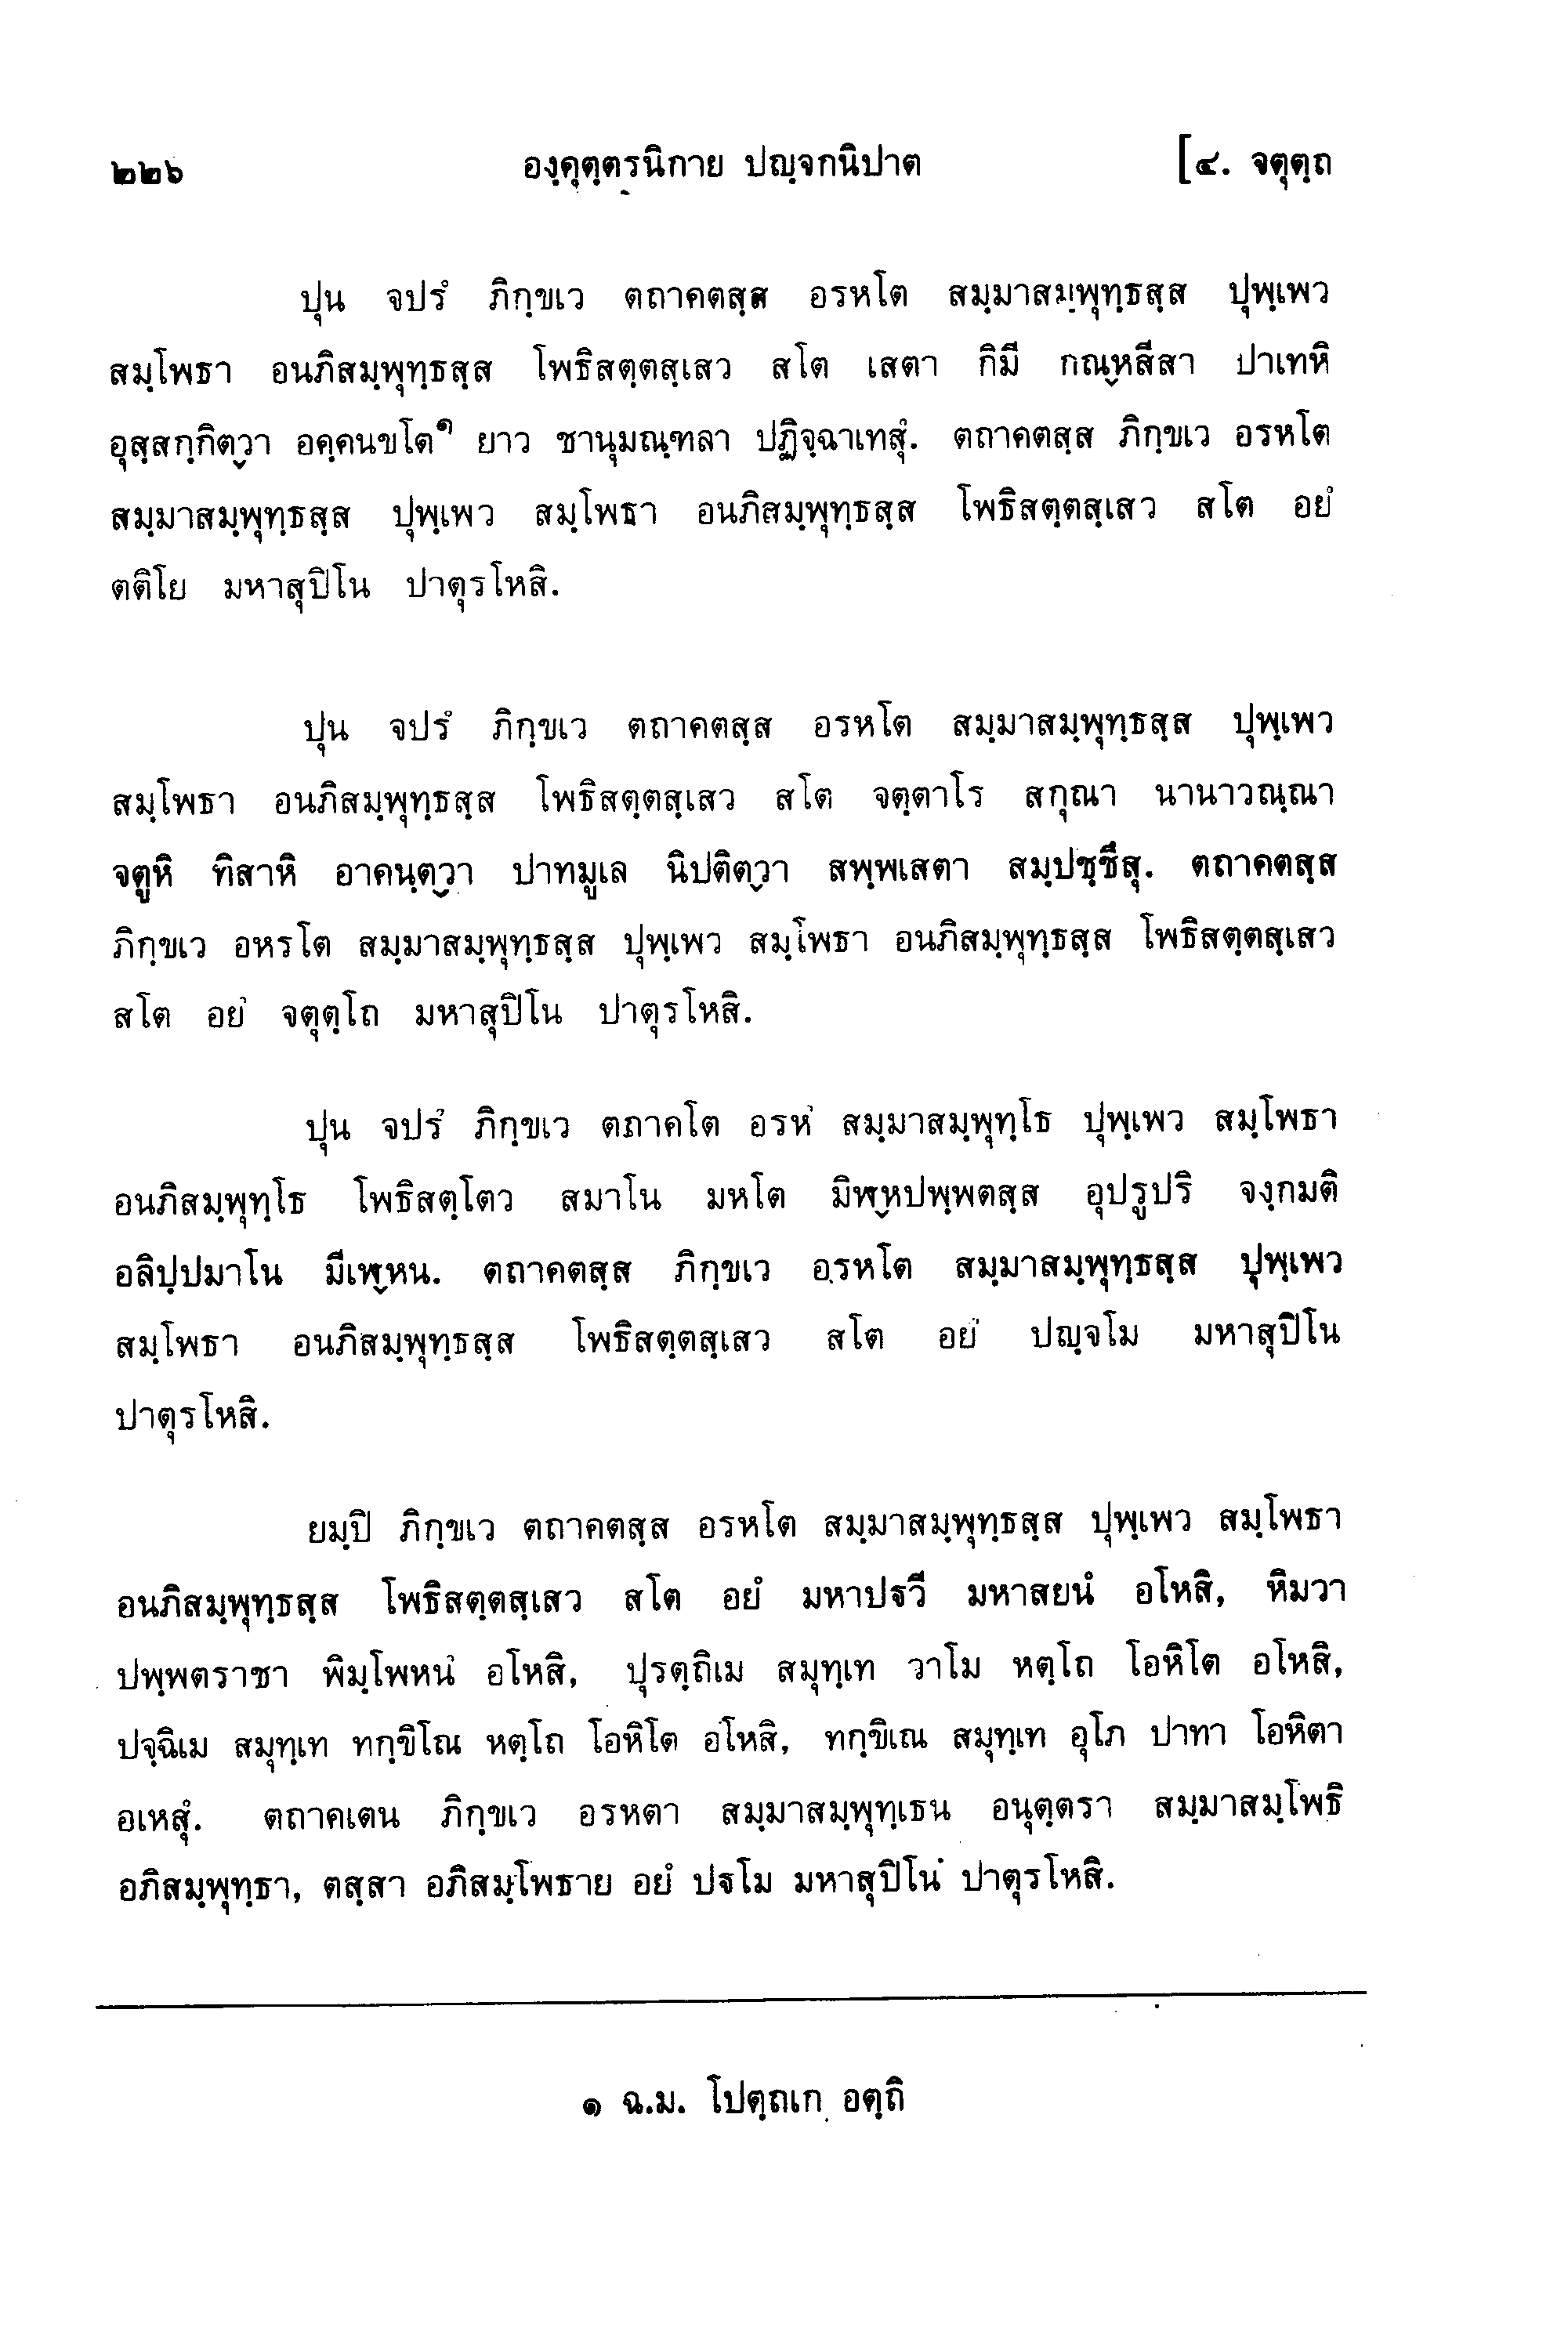 ๒๒๖ องฺคุตฺตรนิกาย ปญฺจกนิปาต [๔. จตุตฺถ
ปุน จปรํ ภิกฺขเว ตถาคตสฺส อรหโต สมฺมาสมฺพุทฺธสฺส ปุพฺเพว
สมฺโพธา อนภิสมฺพุทฺธสฺส โพธิสตฺตสฺเสว สโต เสตา กิมี กณฺหสีสา ปาเทหิ
อุสฺสกฺกิตฺวา อคฺคนขโต๑ ยาว ชานุมณฺฑลา ปฏิจฺฉาเทสุํ. ตถาคตสฺส ภิกฺขเว อรหโต
สมฺมาสมฺพุทฺธสฺส ปุพฺเพว สมฺโพธา อนภิสมฺพุทฺธสฺส โพธิสตฺตสฺเสว สโต อยํ
ตติโย มหาสุปิโน ปาตุรโหสิ.
ปุน จปรํ ภิกฺขเว ตถาคตสฺส อรหโต สมฺมาสมฺพุทฺธสฺส ปุพฺเพว
สมฺโพธา อนภิสมฺพุทฺธสฺส โพธิสตฺตสฺเสว สโต จตฺตาโร สกุณา นานาวณฺณา
จตูหิ ทิสาหิ อาคนฺตฺวา ปาทมูเล นิปติตฺวา สพฺพเสตา สมฺปชฺชึสุ. ตถาคตสฺส
ภิกฺขเว อหรโต สมฺมาสมฺพุทฺธสฺส ปุพฺเพว สมฺโพธา อนภิสมฺพุทฺธสฺส โพธิสตฺตสฺเสว
สโต อยํ จตุตฺโถ มหาสุปิโน ปาตุรโหสิ.
ปุน จปรํ ภิกฺขเว ตถาคโต อรหํ สมฺมาสมฺพุทฺโธ ปุพฺเพว สมฺโพธา
อนภิสมฺพุทฺโธ โพธิสตฺโตว สมาโน มหโต มิฬฺหปพฺพตสฺส อุปรูปริ จงฺกมติ
อลิปฺปมาโน มีเฬฺหน. ตถาคตสฺส ภิกฺขเว อรหโต สมฺมาสมฺพุทฺธสฺส ปุพฺเพว
สมฺโพธา อนภิสมฺพุทฺธสฺส โพธิสตฺตสฺเสว สโต อยํ ปญฺจโม มหาสุปิโน
ปาตุรโหสิ.
ยมฺปิ ภิกฺขเว ตถาคตสฺส อรหโต สมฺมาสมฺพุทฺธสฺส ปุพฺเพว สมฺโพธา
อนภิสมฺพุทฺธสฺส โพธิสตฺตสฺเสว สโต อยํ มหาปฐวี มหาสยนํ อโหสิ, หิมวา
ปพฺพตราชา พิมฺโพหนํ อโหสิ, ปุรตฺถิเม สมุทฺเท วาโม หตฺโถ โอหิโต อโหสิ,
ปจฺฉิเม สมุทฺเท ทกฺขิโณ หตฺโถ โอหิโต อโหสิ, ทกฺขิเณ สมุทฺเท อุโภ ปาทา โอหิตา
อเหสุํ. ตถาคเตน ภิกฺขเว อรหตา สมฺมาสมฺพุทฺเธน อนุตฺตรา สมฺมาสมฺโพธิ
อภิสมฺพุทฺธา, ตสฺสา อภิสมฺโพธาย อยํ ปฐโม มหาสุปิโน ปาตุรโหสิ.
๑ ฉ.ม. โปตฺถเก อตฺถิ